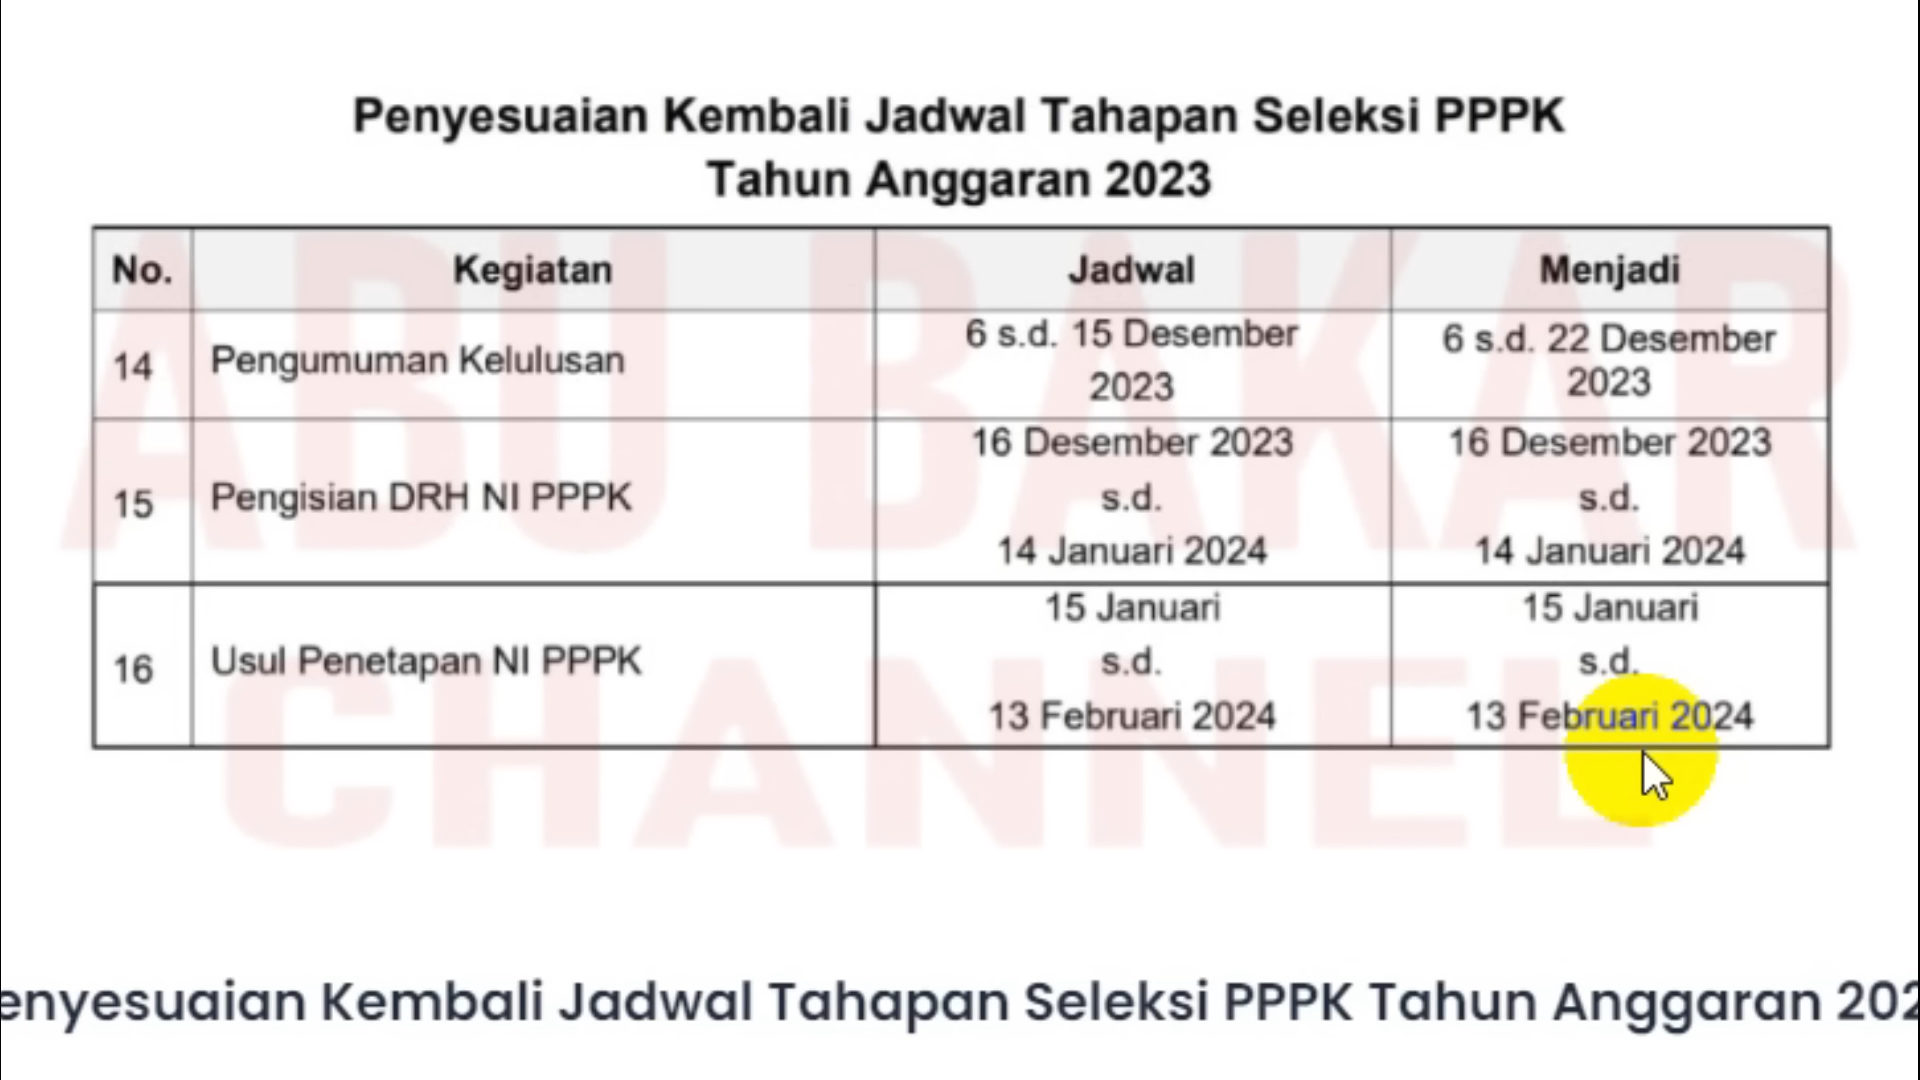 Penyesuaian Kembali Jadwal Tahapan Seleksi PPPK
Tahun Anggaran 2023
No. Kegiatan Jadwal Menjadi
14 Pengumuman Kelulusan 6 s.d. 15 Desember 2023 6 s.d. 22 Desember 2023
15 Pengisian DRH NI PPPK 16 Desember 2023 s.d. 14 Januari 2024 16 Desember 2023 s.d. 14 Januari 2024
16 Usul Penetapan NI PPPK 15 Januari s.d. 13 Februari 2024 15 Januari s.d. 13 Februari 2024
ABU BAKAR
CHANNEL
enyesuaian Kembali Jadwal Tahapan Seleksi PPPK Tahun Anggaran 202